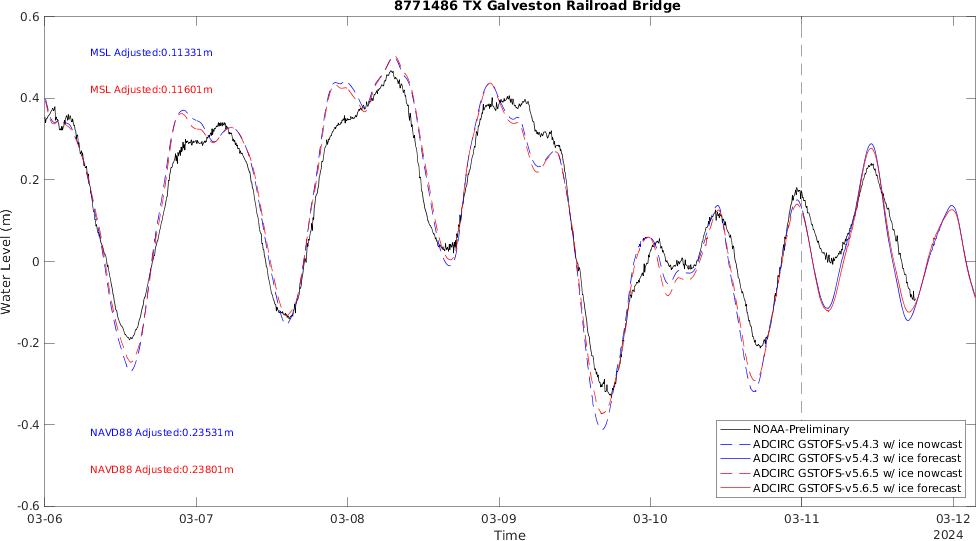 8771486 TX Galveston Railroad Bridge
0.6
0.4
0.2
0
-0.2
-0.4
-0.6
Water Level (m)
MSL Adjusted:0.11331m
MSL Adjusted:0.11601m
NAVD88 Adjusted:0.23531m
NAVD88 Adjusted:0.23801m
NOAA-Preliminary
ADCIRC GSTOFS-v5.4.3 w/ ice nowcast
ADCIRC GSTOFS-v5.4.3 w/ ice forecast
ADCIRC GSTOFS-v5.6.5 w/ ice nowcast
ADCIRC GSTOFS-v5.6.5 w/ ice forecast
03-06 03-07 03-08 03-09 03-10 03-11 03-12
Time
2024